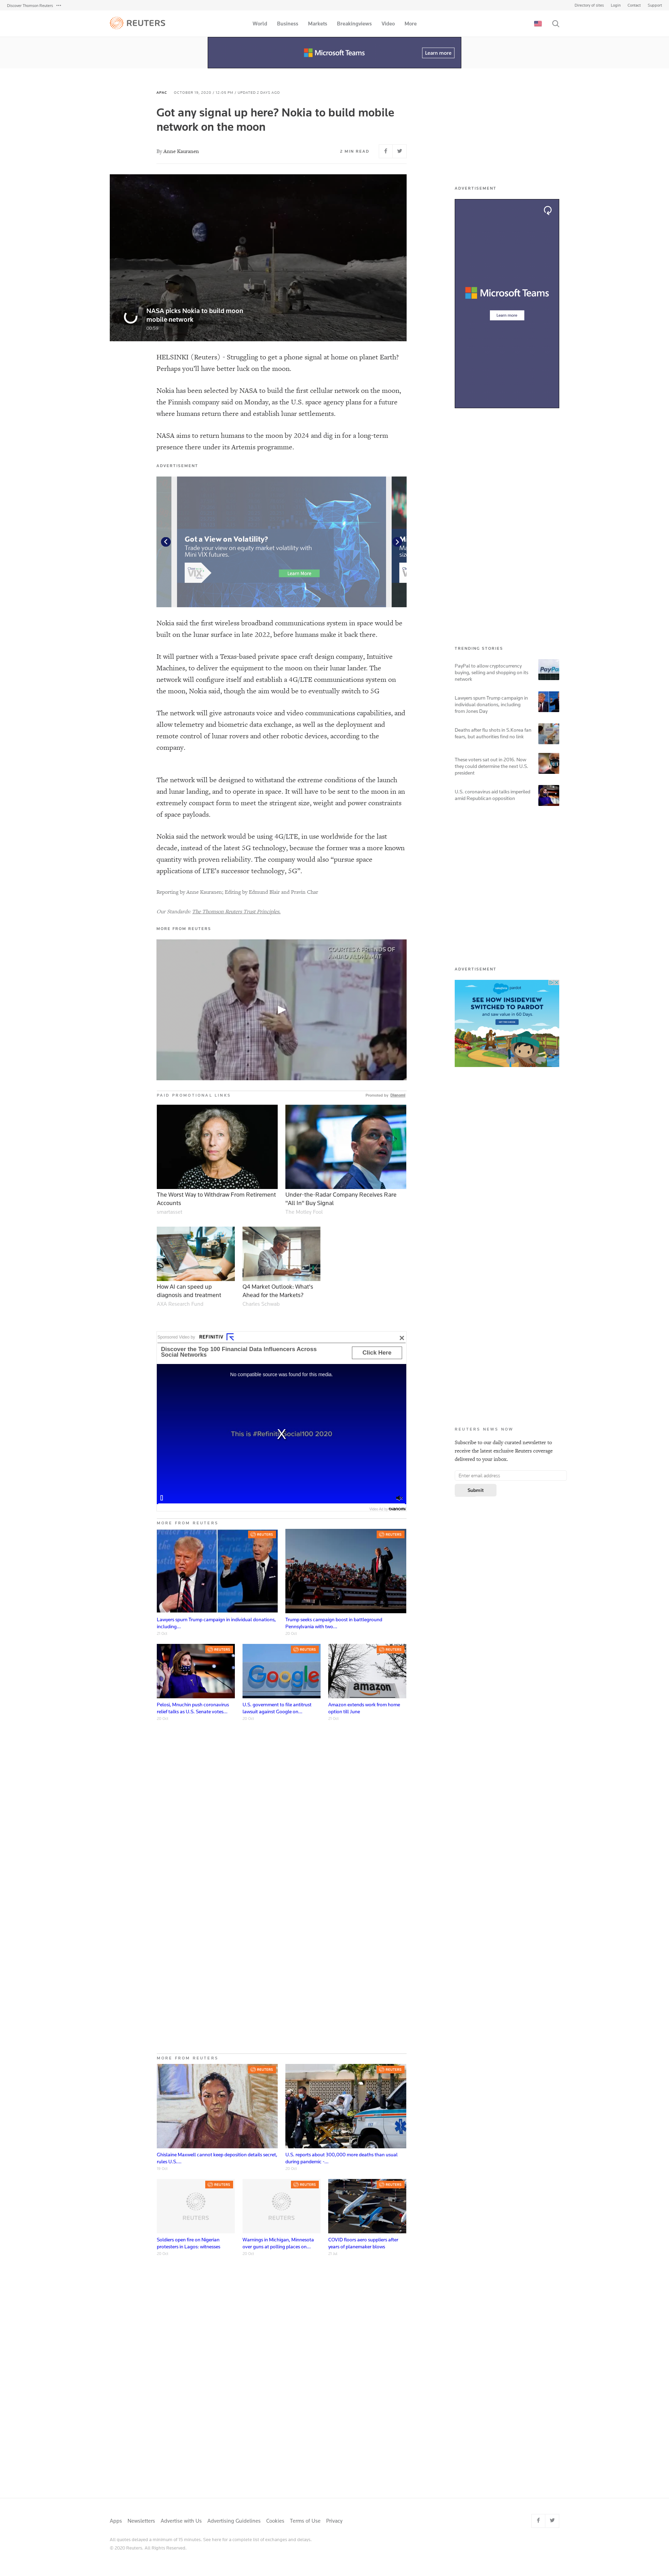 Discover Thomson Reuters
Directory of sites Login Contact Support
REUTERS
World Business Markets Breakingviews Video More
Microsoft Teams
Learn more
APAC OCTOBER 19, 2020 / 12:09 PM / UPDATED 2 DAYS AGO
Got any signal up here? Nokia to build mobile
network on the moon
By Anne Kauranen
2 MIN READ
NASA picks Nokia to build moon
mobile network
00:59
HELSINKI (Reuters) - Struggling to get a phone signal at home on planet Earth?
Perhaps you'll have better luck on the moon.
Nokia has been selected by NASA to build the first cellular network on the moon,
the Finnish company said on Monday, as the U.S. space agency plans for a future
where humans return there and establish lunar settlements.
NASA aims to return humans to the moon by 2024 and dig in for a long-term
presence there under its Artemis programme.
ADVERTISEMENT
Got a View on Volatility?
Trade your view on equity market volatility with
Mini VIX futures.
VIX
Learn More
Nokia said the first wireless broadband communications system in space would be
built on the lunar surface in late 2022, before humans make it back there.
It will partner with a Texas-based private space craft design company, Intuitive
Machines, to deliver the equipment to the moon on their lunar lander. The
network will configure itself and establish a 4G/LTE communications system on
the moon, Nokia said, though the aim would be to eventually switch to 5G
The network will give astronauts voice and video communications capabilities, and
allow telemetry and biometric data exchange, as well as the deployment and
remote control of lunar rovers and other robotic devices, according to the
company.
The network will be designed to withstand the extreme conditions of the launch
and lunar landing, and to operate in space. It will have to be sent to the moon in an
extremely compact form to meet the stringent size, weight and power constraints
of space payloads.
Nokia said the network would be using 4G/LTE, in use worldwide for the last
decade, instead of the latest 5G technology, because the former was a more known
quantity with proven reliability. The company would also “pursue space
applications of LTE's successor technology, 5G”.
Reporting by Anne Kauranen; Editing by Edmund Blair and Pravin Char
Our Standards: The Thomson Reuters Trust Principles.
MORE FROM REUTERS
COURTESY FRIENDS OF
PAID PROMOTIONAL LINKS
Promoted by Dianomi
The Worst Way to Withdraw From Retirement
Accounts
smartasset
Under-the-Radar Company Receives Rare
"All In" Buy Signal
The Motley Fool
How AI can speed up
diagnosis and treatment
AXA Research Fund
Q4 Market Outlook: What's
Ahead for the Markets?
Charles Schwab
Sponsored Video by REFINITIV
Discover the Top 100 Financial Data Influencers Across
Social Networks
Click Here
No compatible source was found for this media.
This is #RefinitivSocial100 2020
X
Video Ad by DIANOMI
MORE FROM REUTERS
REUTERS
REUTERS
Lawyers spurn Trump campaign in individual donations,
including...
Trump seeks campaign boost in battleground
Pennsylvania with two...
REUTERS
REUTERS
REUTERS
Google
amazon
Pelosi, Mnuchin push coronavirus
relief talks as U.S. Senate votes...
U.S. government to file antitrust
lawsuit against Google on...
Amazon extends work from home
option till June
MORE FROM REUTERS
REUTERS
REUTERS
Ghislaine Maxwell cannot keep deposition details secret,
rules U.S....
U.S. reports about 300,000 more deaths than usual
during pandemic -...
REUTERS
REUTERS
REUTERS
REUTERS
REUTERS
Soldiers open fire on Nigerian
protesters in Lagos: witnesses
Warnings in Michigan, Minnesota
over guns at polling places on...
COVID floors aero suppliers after
years of planemaker blows
ADVERTISEMENT
Microsoft Teams
Learn more
TRENDING STORIES
PayPal to allow cryptocurrency
buying, selling and shopping on its
network
PayPal
Lawyers spurn Trump campaign in
individual donations, including
from Jones Day
Deaths after flu shots in S.Korea fan
fears, but authorities find no link
These voters sat out in 2016. Now
they could determine the next U.S.
president
U.S. coronavirus aid talks imperiled
amid Republican opposition
ADVERTISEMENT
pardot
SEE HOW INSIDEVIEW
SWITCHED TO PARDOT
and saw value in 60 Days.
REUTERS NEWS NOW
Subscribe to our daily curated newsletter to
receive the latest exclusive Reuters coverage
delivered to your inbox.
Enter email address
Submit
Apps Newsletters Advertise with Us Advertising Guidelines Cookies Terms of Use Privacy
All quotes delayed a minimum of 15 minutes. See here for a complete list of exchanges and delays.
© 2020 Reuters. All Rights Reserved.